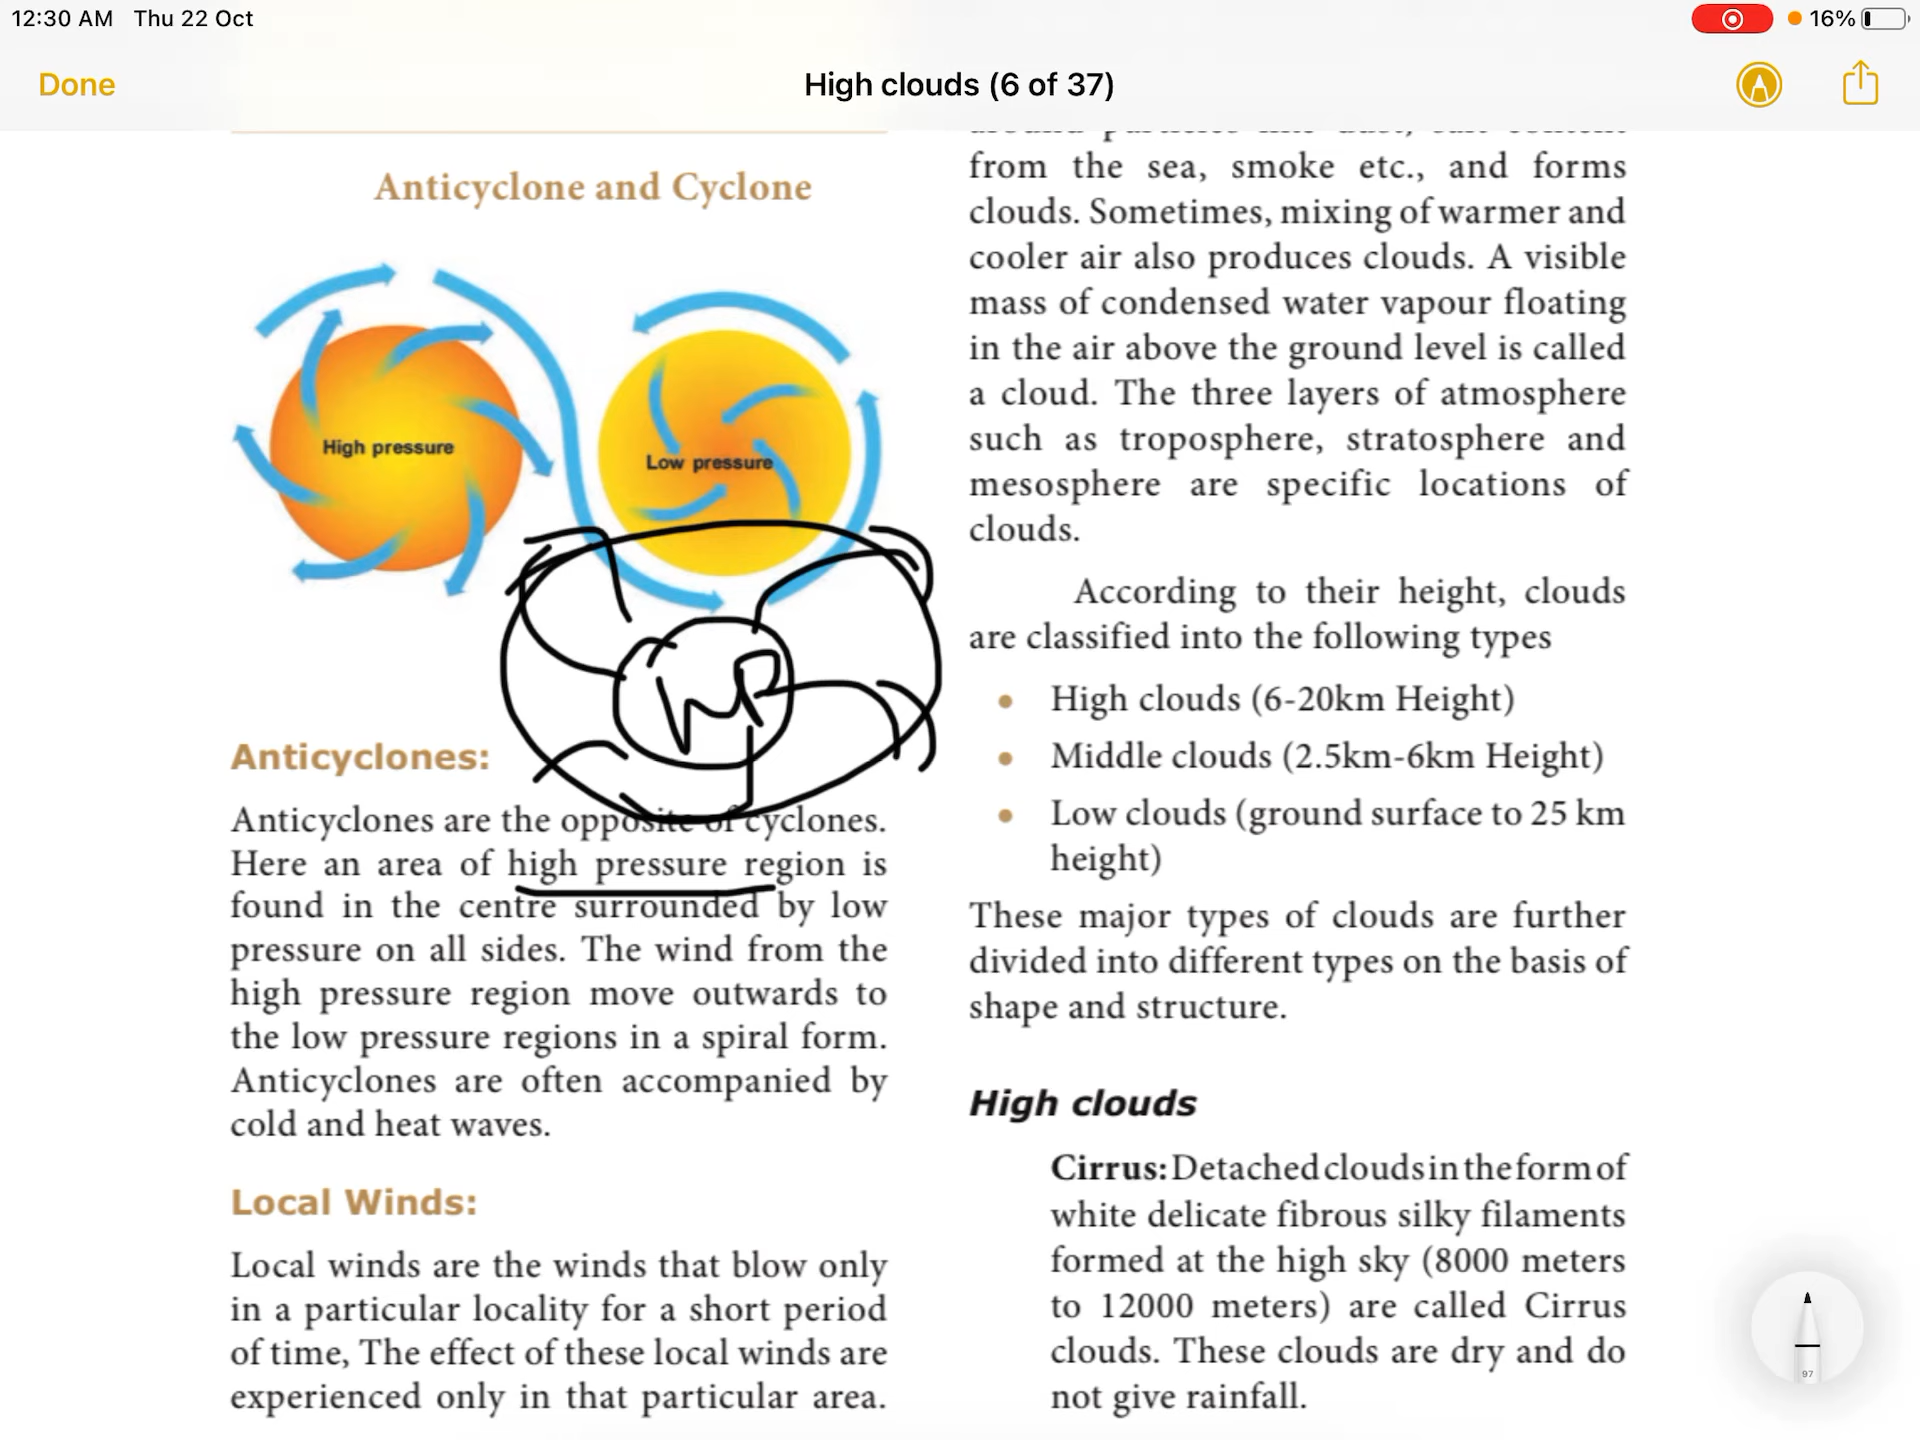 12:30 AM Thu 22 Oct
16%
Done
High clouds (6 of 37)
Anticyclone and Cyclone
High pressure
Low pressure
Anticyclones:
Anticyclones are the opposite of cyclones.
Here an area of high pressure region is
found in the centre surrounded by low
pressure on all sides. The wind from the
high pressure region move outwards to
the low pressure regions in a spiral form.
Anticyclones are often accompanied by
cold and heat waves.
Local Winds:
Local winds are the winds that blow only
in a particular locality for a short period
of time, The effect of these local winds are
experienced only in that particular area.
from the sea, smoke etc., and forms
clouds. Sometimes, mixing of warmer and
cooler air also produces clouds. A visible
mass of condensed water vapour floating
in the air above the ground level is called
a cloud. The three layers of atmosphere
such as troposphere, stratosphere and
mesosphere are specific locations of
clouds.
According to their height, clouds
are classified into the following types
• High clouds (6-20km Height)
• Middle clouds (2.5km-6km Height)
• Low clouds (ground surface to 25 km
height)
These major types of clouds are further
divided into different types on the basis of
shape and structure.
High clouds
Cirrus: Detached clouds in the form of
white delicate fibrous silky filaments
formed at the high sky (8000 meters
to 12000 meters) are called Cirrus
clouds. These clouds are dry and do
not give rainfall.
97